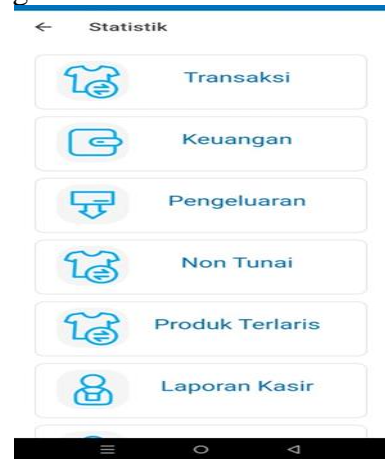 Statistik
Transaksi
Keuangan
Pengeluaran
Non Tunai
Produk Terlaris
Laporan Kasir